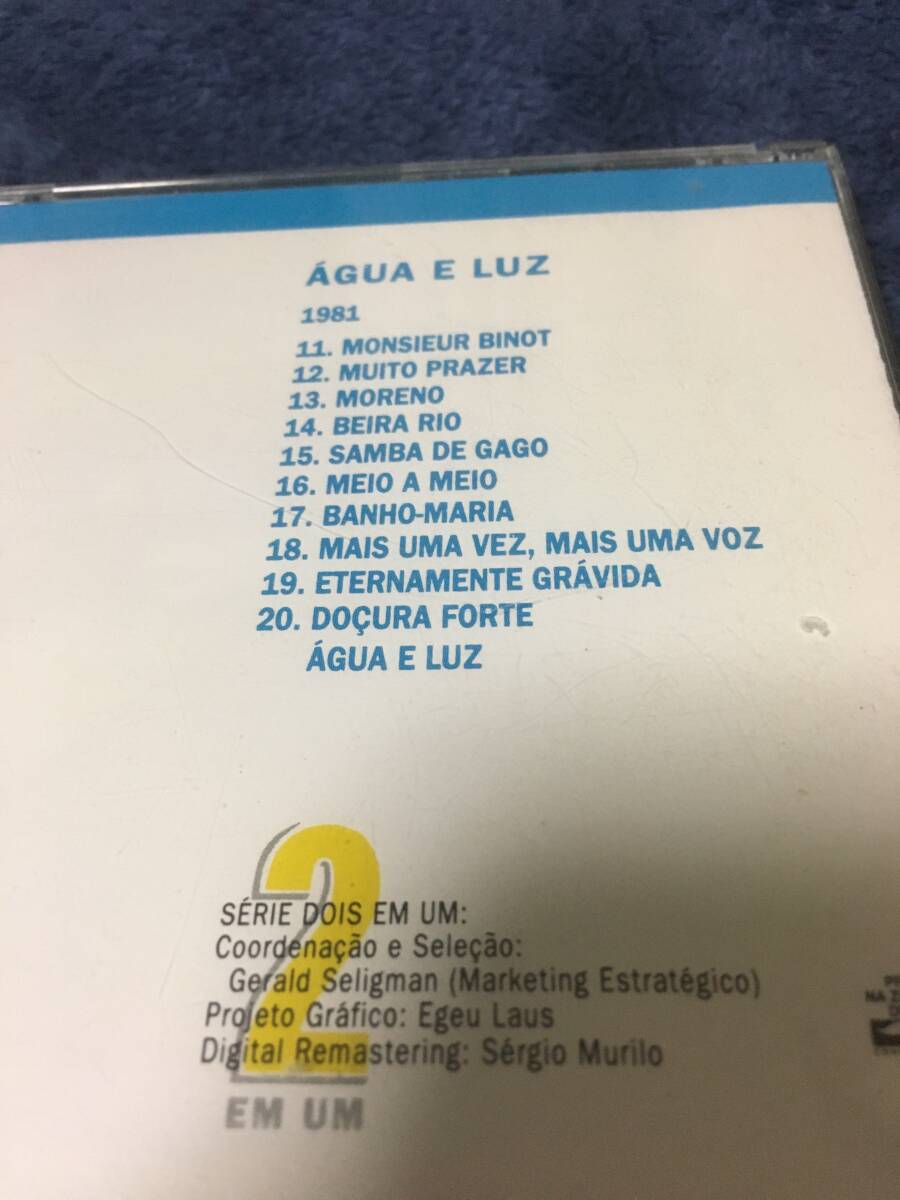 ÁGUA E LUZ
1981
11. MONSIEUR BINOT
12. MUITO PRAZER
13. MORENO
14. BEIRA RIO
15. SAMBA DE GAGO
16. MEIO A MEIO
17. BANHO-MARIA
18. MAIS UMA VEZ, MAIS UMA VOZ
19. ETERNAMENTE GRÁVIDA
20. DOÇURA FORTE
ÁGUA E LUZ
2
SÉRIE DOIS EM UM:
Coordenação e Seleção:
Gerald Seligman (Marketing Estratégico)
Projeto Gráfico: Egeu Laus
Digital Remastering: Sérgio Murilo
EM UM
NA